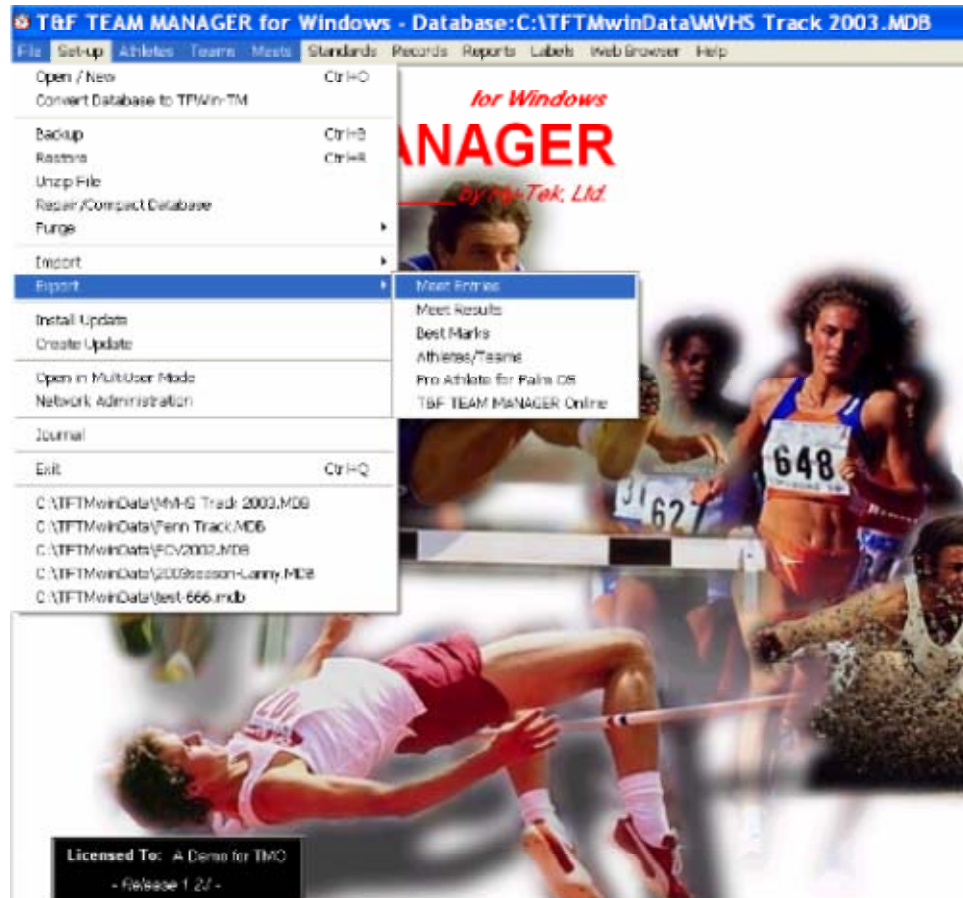 T&F TEAM MANAGER for Windows - Database:C:\TFTMwinData\MVHS Track 2003.MDB
File Set-up Athletes Teams Meets Standards Records Reports Labels Web Browser Help
Open / New Ctrl+O
Convert Database to TFWin-TM
Backup Ctrl+B
Restore Ctrl+R
Unzip File
Repair/Compact Database
Purge
Import
Export
Install Update
Create Update
Open in MultiUser Mode
Network Administration
Journal
Exit Ctrl+Q
C:\TFTMwinData\MVHS Track 2003.MDB
C:\TFTMwinData\Penn Track.MDB
C:\TFTMwinData\FCV2002.MDB
C:\TFTMwinData\2003season-Lanny.MDB
C:\TFTMwinData\test-666.mdb
Meet Entries
Meet Results
Best Marks
Athletes/Teams
Pro Athlete for Palm OS
T&F TEAM MANAGER Online
for Windows
ANAGER
by Hy-Tek, Ltd.
648
31
627
Licensed To: A Demo for TMO